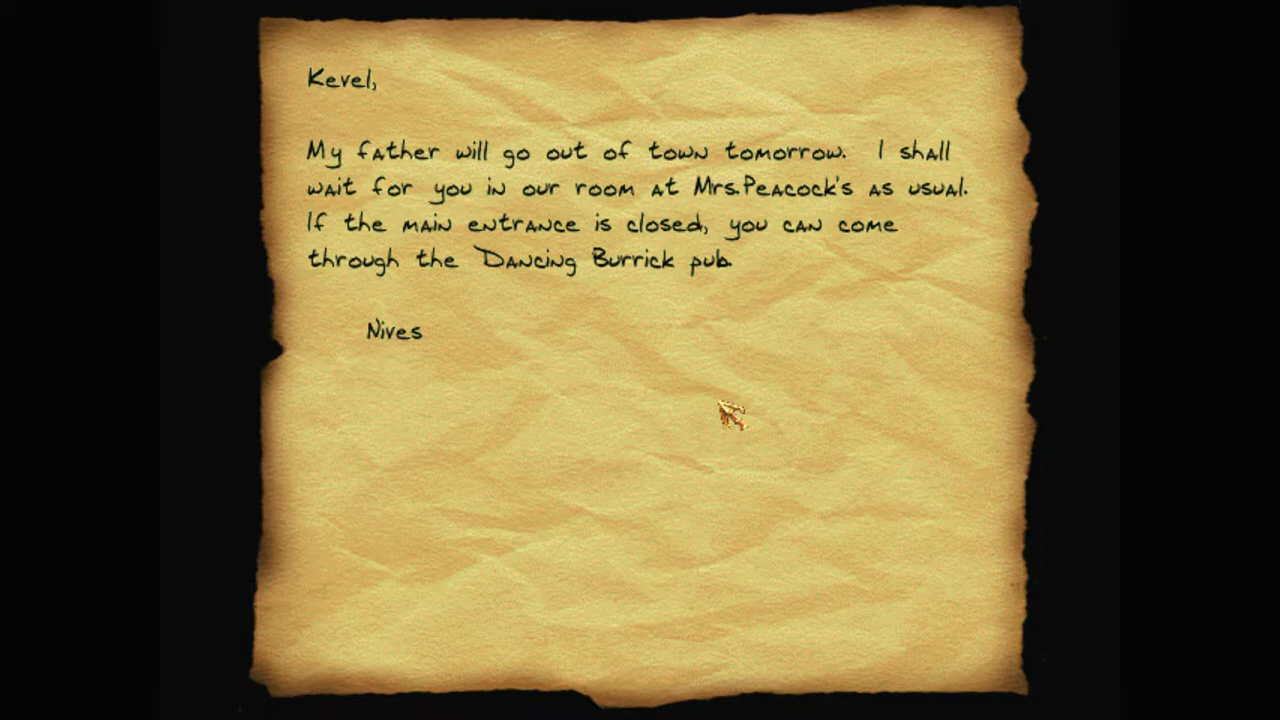 Kevel,
My father will go out of town tomorrow. I shall
wait for you in our room at Mrs.Peacock's as usual.
If the main entrance is closed, you can come
through the Dancing Burrick pub.
Nives